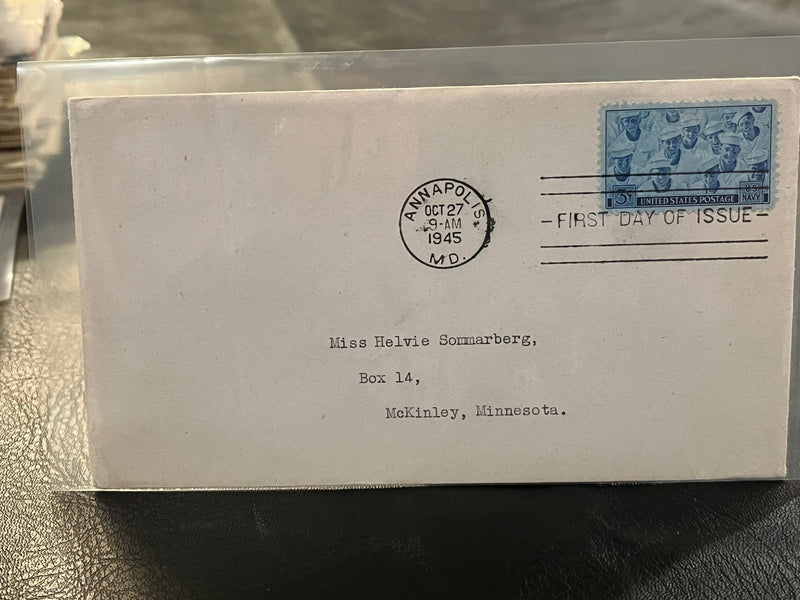 ANNAPOLIS
OCT 27
9-AM
1945
MD.
3¢
UNITED STATES POSTAGE
U.S.
NAVY
-FIRST DAY OF ISSUE-
Miss Helvie Sommarberg,
Box 14,
McKinley, Minnesota.